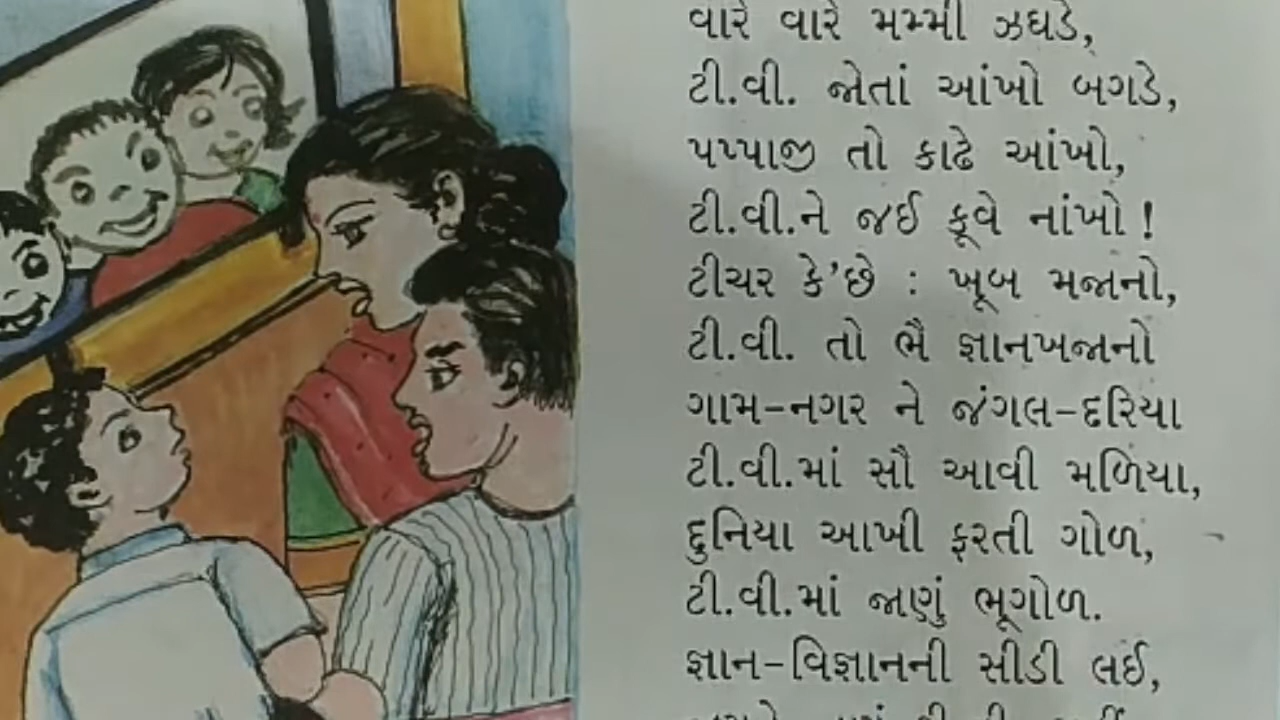 વારે વારે મમ્મી ઝઘડે,
ટી.વી. જોતાં આંખો બગડે,
પપ્પાજી તો કાઢે આંખો,
ટી.વી.ને જઈ કૂવે નાંખો !
ટીચર કે’છે : ખૂબ મજાનો,
ટી.વી. તો ભૈ જ્ઞાનખજાનો
ગામ-નગર ને જંગલ-દરિયા
ટી.વી.માં સૌ આવી મળિયા,
દુનિયા આખી ફરતી ગોળ,
ટી.વી.માં જાણું ભૂગોળ.
જ્ઞાન-વિજ્ઞાનની સીડી લઈ,